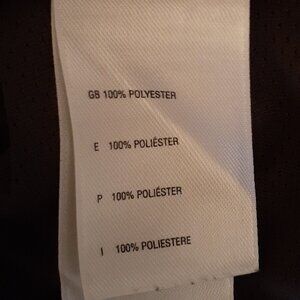 GB 100% POLYESTER
E 100% POLIÉSTER
P 100% POLIÉSTER
I 100% POLIESTERE